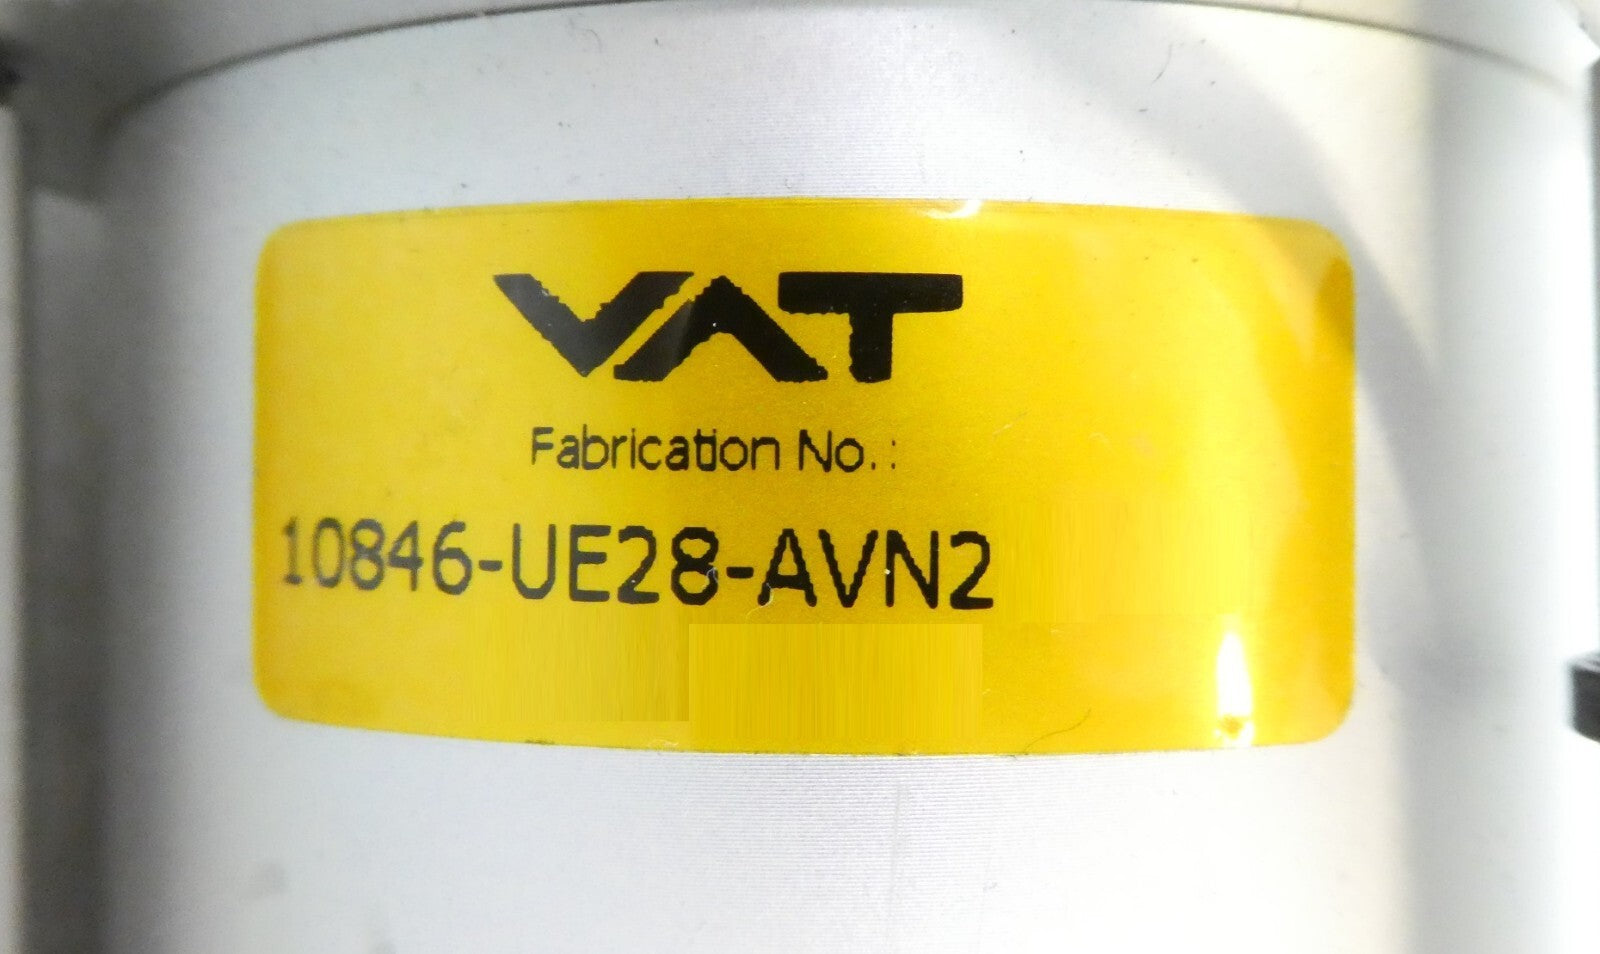 VAT
Fabrication No.:
10846-UE28-AVN2